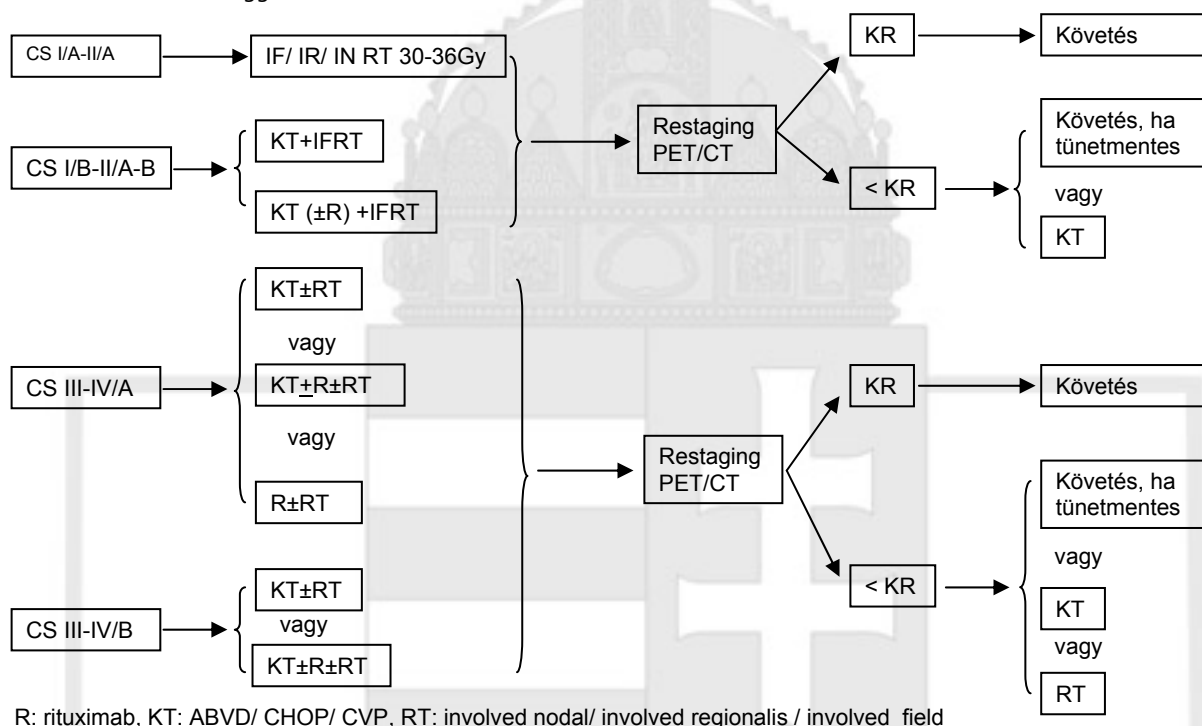 CS I/A-II/A
IF/ IR/ IN RT 30-36Gy
CS I/B-II/A-B
KT+IFRT
KT (±R) +IFRT
Restaging
PET/CT
KR
Követés
< KR
Követés, ha
tünetmentes
vagy
KT
CS III-IV/A
KT±RT
vagy
KT±R±RT
vagy
R±RT
CS III-IV/B
KT±RT
vagy
KT±R±RT
Restaging
PET/CT
KR
Követés
< KR
Követés, ha
tünetmentes
vagy
KT
vagy
RT
R: rituximab, KT: ABVD/ CHOP/ CVP, RT: involved nodal/ involved regionalis / involved field